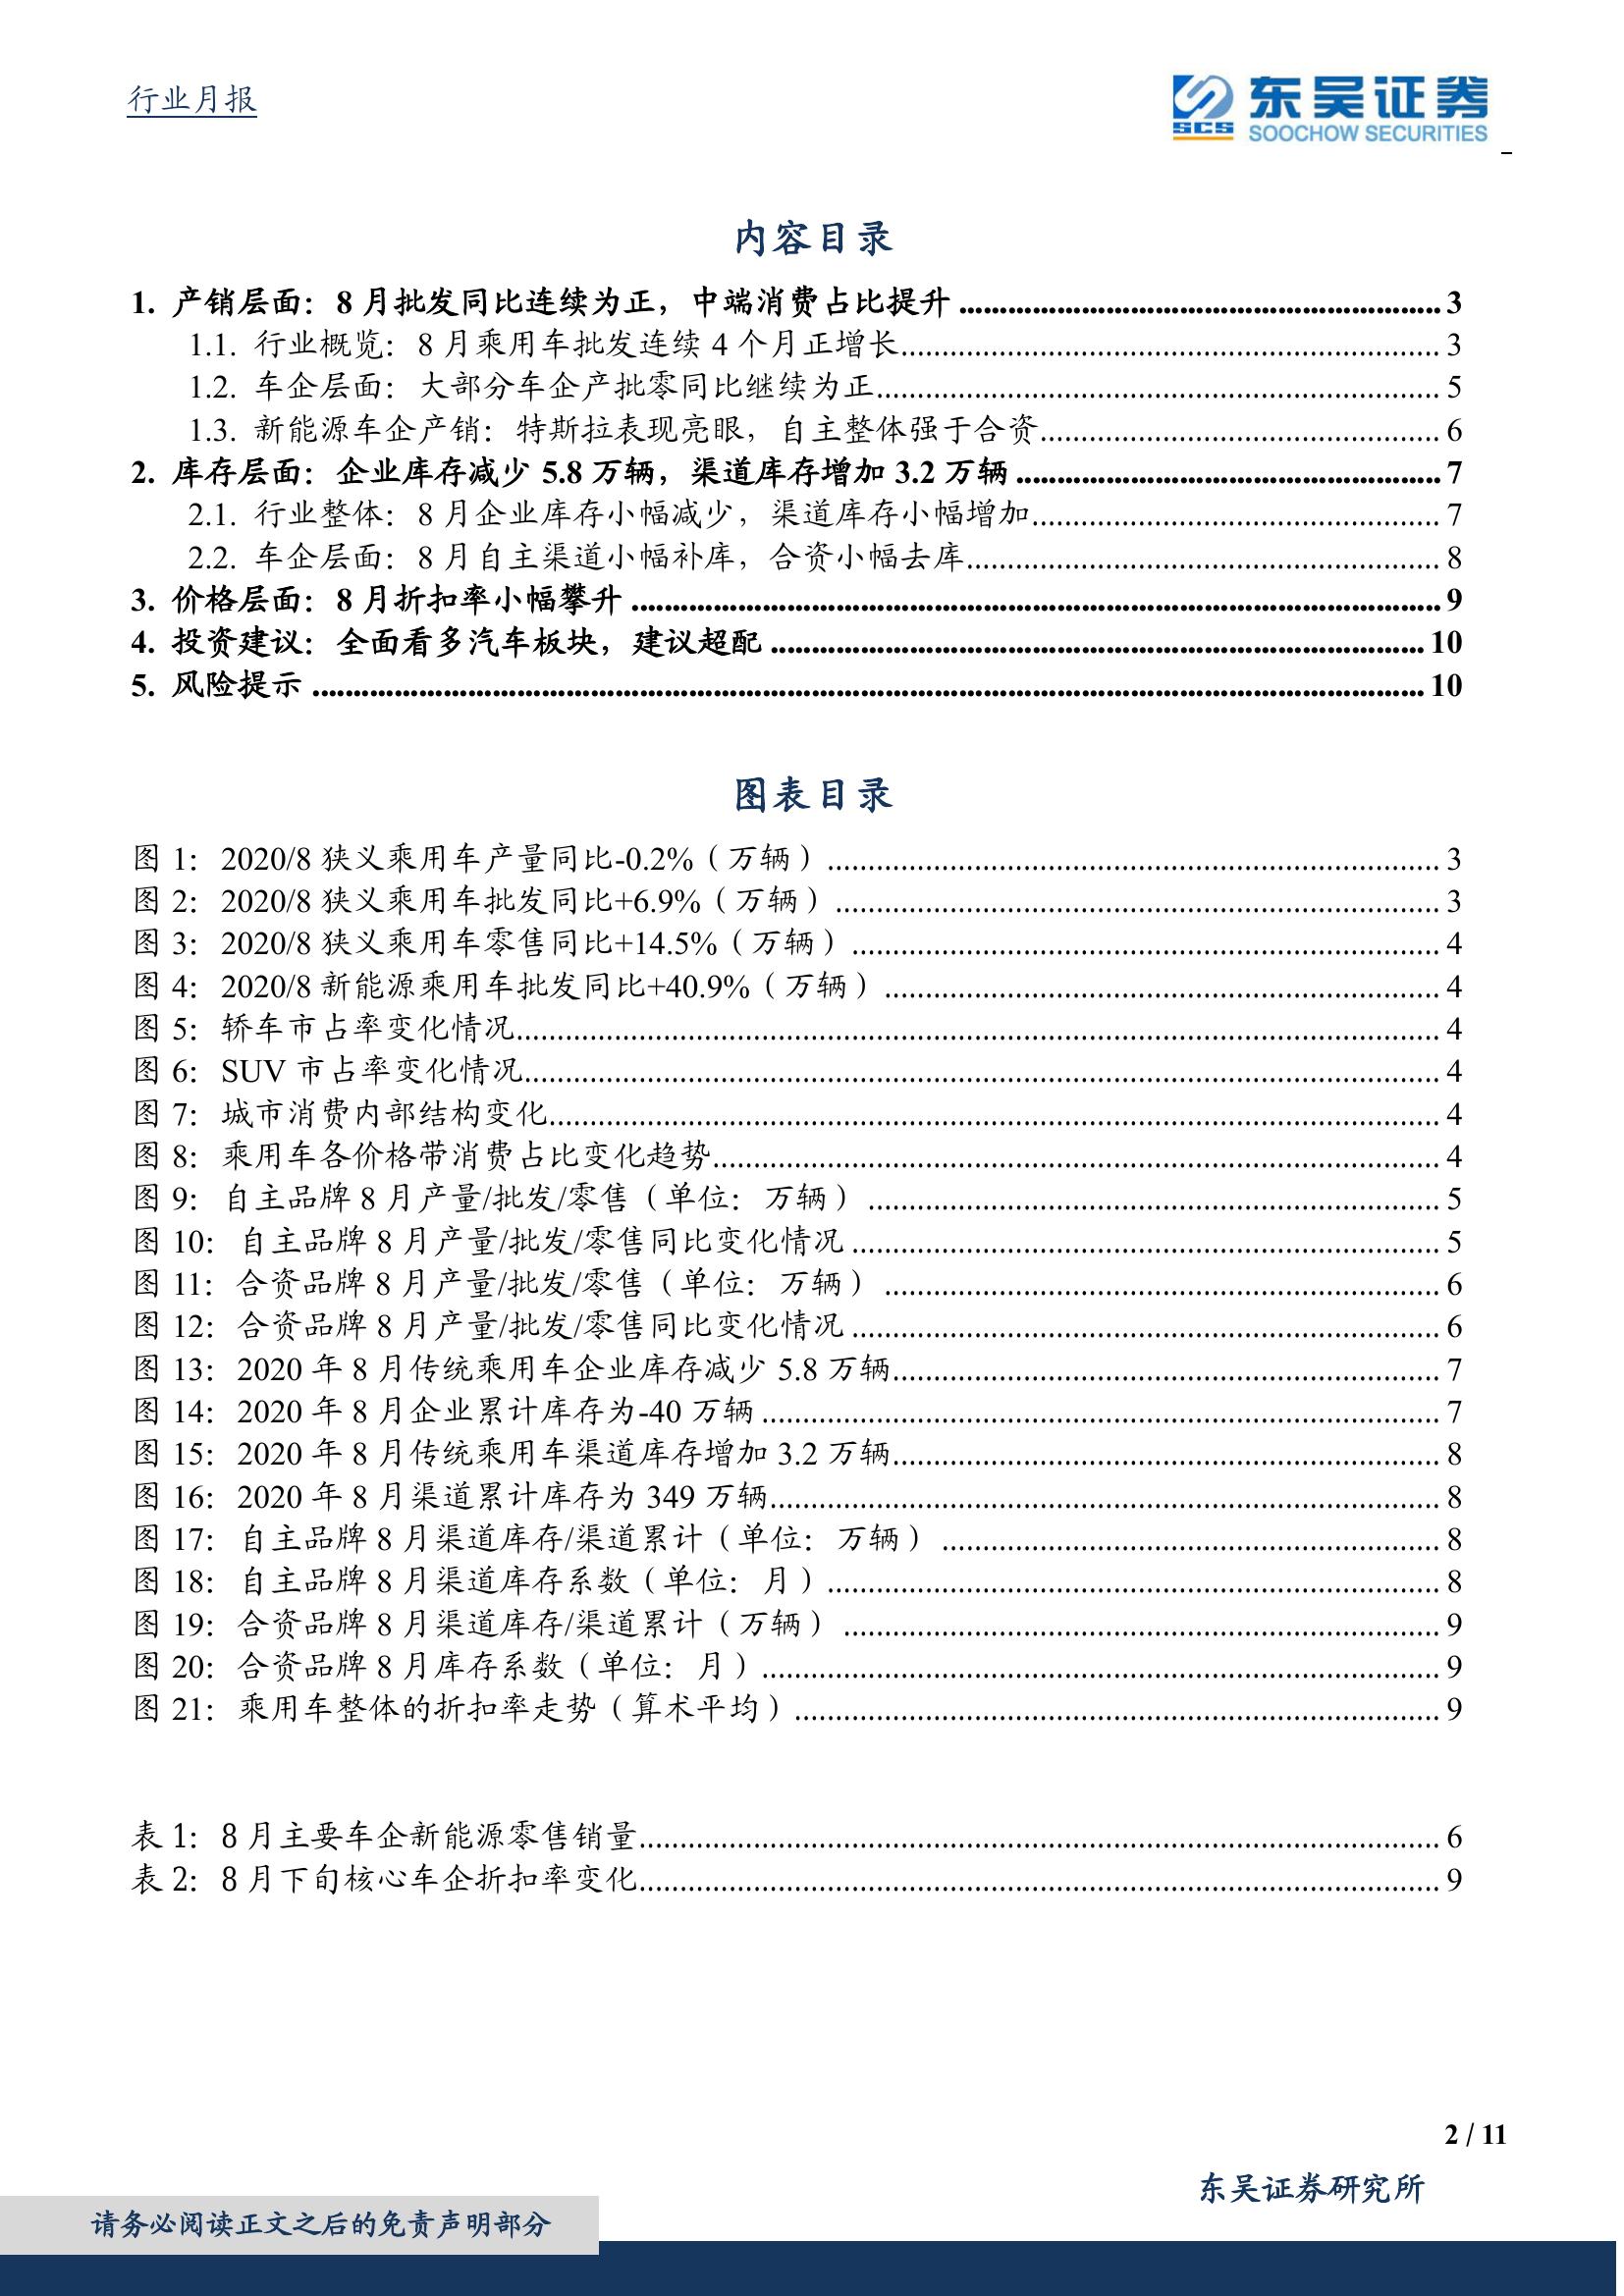 行业月报
东吴证券
SCS
SOOCHOW SECURITIES
内容目录
1. 产销层面：8 月批发同比连续为正，中端消费占比提升 ........ 3
1.1. 行业概览：8 月乘用车批发连续 4 个月正增长........ 3
1.2. 车企层面：大部分车企产批零同比继续为正........ 5
1.3. 新能源车企产销：特斯拉表现亮眼，自主整体强于合资........ 6
2. 库存层面：企业库存减少 5.8 万辆，渠道库存增加 3.2 万辆 ........ 7
2.1. 行业整体：8 月企业库存小幅减少，渠道库存小幅增加........ 7
2.2. 车企层面：8 月自主渠道小幅补库，合资小幅去库........ 8
3. 价格层面：8 月折扣率小幅攀升 ........ 9
4. 投资建议：全面看多汽车板块，建议超配 ........ 10
5. 风险提示 ........ 10
图表目录
图 1：2020/8 狭义乘用车产量同比-0.2%（万辆） ........ 3
图 2：2020/8 狭义乘用车批发同比+6.9%（万辆） ........ 3
图 3：2020/8 狭义乘用车零售同比+14.5%（万辆） ........ 4
图 4：2020/8 新能源乘用车批发同比+40.9%（万辆） ........ 4
图 5：轿车市占率变化情况........ 4
图 6：SUV 市占率变化情况........ 4
图 7：城市消费内部结构变化........ 4
图 8：乘用车各价格带消费占比变化趋势........ 4
图 9：自主品牌 8 月产量/批发/零售（单位：万辆） ........ 5
图 10：自主品牌 8 月产量/批发/零售同比变化情况 ........ 5
图 11：合资品牌 8 月产量/批发/零售（单位：万辆） ........ 6
图 12：合资品牌 8 月产量/批发/零售同比变化情况 ........ 6
图 13：2020 年 8 月传统乘用车企业库存减少 5.8 万辆........ 7
图 14：2020 年 8 月企业累计库存为-40 万辆 ........ 7
图 15：2020 年 8 月传统乘用车渠道库存增加 3.2 万辆........ 8
图 16：2020 年 8 月渠道累计库存为 349 万辆........ 8
图 17：自主品牌 8 月渠道库存/渠道累计（单位：万辆） ........ 8
图 18：自主品牌 8 月渠道库存系数（单位：月）........ 8
图 19：合资品牌 8 月渠道库存/渠道累计（万辆） ........ 9
图 20：合资品牌 8 月库存系数（单位：月）........ 9
图 21：乘用车整体的折扣率走势（算术平均）........ 9
表 1：8 月主要车企新能源零售销量........ 6
表 2：8 月下旬核心车企折扣率变化........ 9
2 / 11
东吴证券研究所
请务必阅读正文之后的免责声明部分